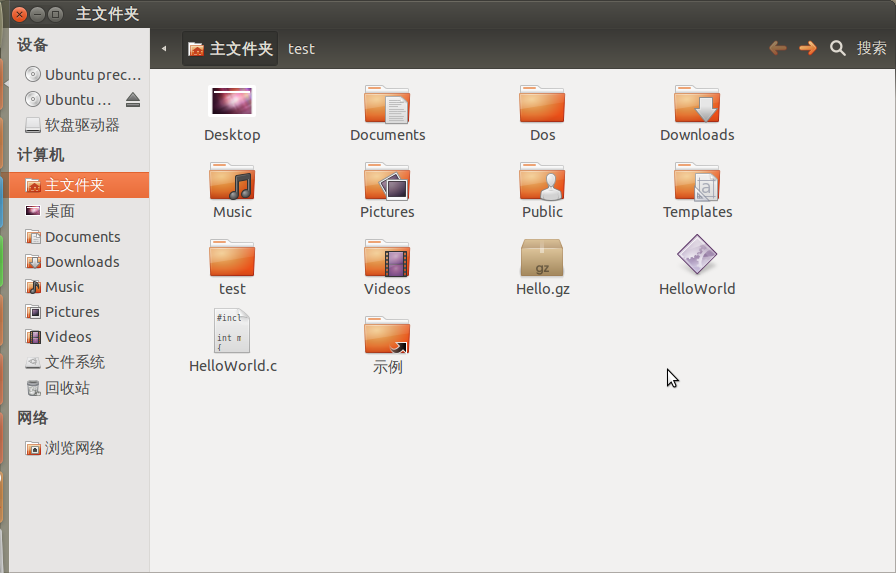 主文件夹
设备
Ubuntu prec...
Ubuntu ...
软盘驱动器
计算机
主文件夹
桌面
Documents
Downloads
Music
Pictures
Videos
文件系统
回收站
网络
浏览网络
主文件夹 test 搜索
Desktop Documents Dos Downloads
Music Pictures Public Templates
test Videos Hello.gz HelloWorld
gz
#incl
int m
{
HelloWorld.c 示例